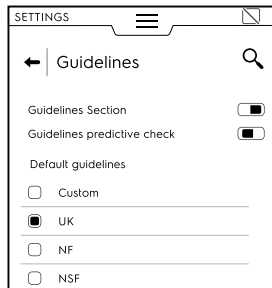 SETTINGS
Guidelines
Guidelines Section
Guidelines predictive check
Default guidelines
Custom
UK
NF
NSF